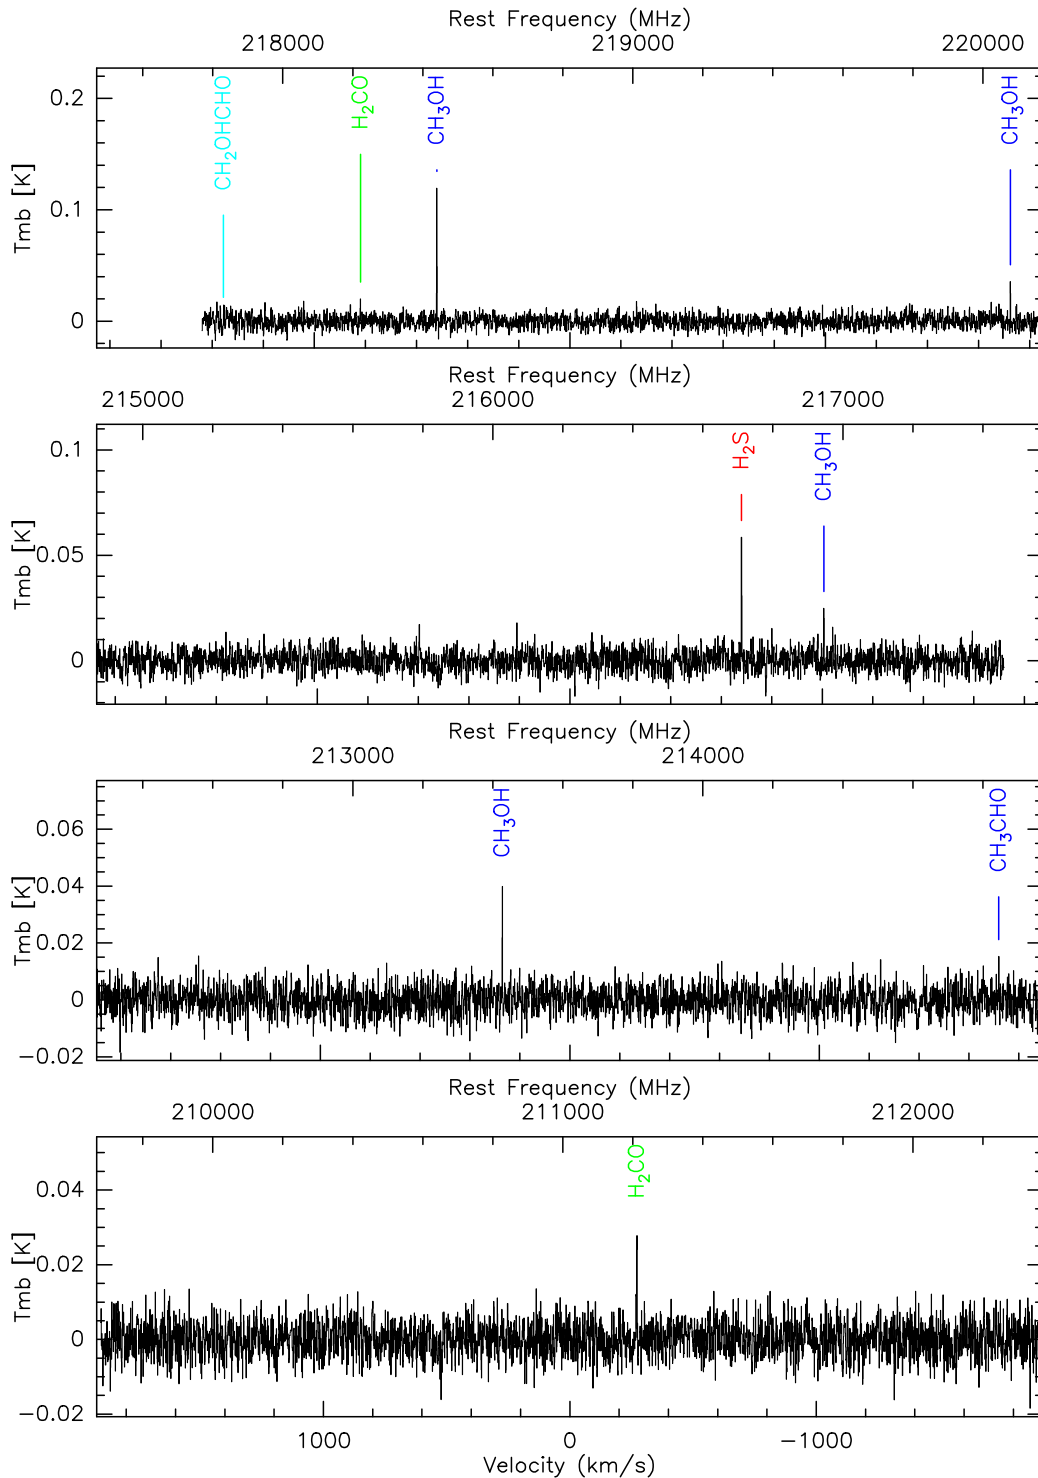 Rest Frequency (MHz)
218000 219000 220000
CH2OHCHO
H2CO
CH3OH
CH3OH
0.2
0.1
0
Tmb [K]
Rest Frequency (MHz)
215000 216000 217000
H2S
CH3OH
0.1
0.05
0
Tmb [K]
Rest Frequency (MHz)
213000 214000
CH3OH
CH3CHO
0.06
0.04
0.02
0
−0.02
Tmb [K]
Rest Frequency (MHz)
210000 211000 212000
H2CO
0.04
0.02
0
−0.02
Tmb [K]
1000 0 −1000
Velocity (km/s)